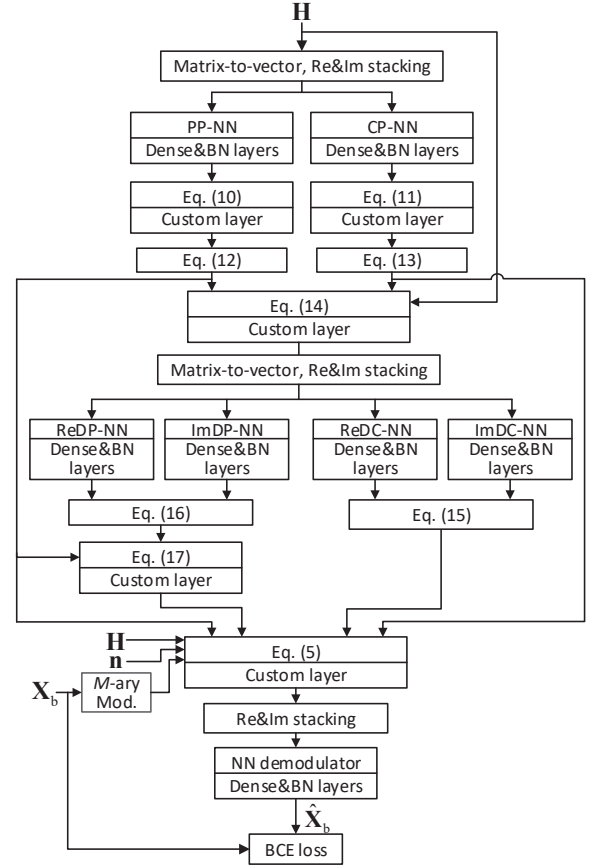 H
Matrix-to-vector, Re&Im stacking
PP-NN
Dense&BN layers
CP-NN
Dense&BN layers
Eq. (10)
Custom layer
Eq. (11)
Custom layer
Eq. (12)
Eq. (13)
Eq. (14)
Custom layer
Matrix-to-vector, Re&Im stacking
ReDP-NN
Dense&BN
layers
ImDP-NN
Dense&BN
layers
ReDC-NN
Dense&BN
layers
ImDC-NN
Dense&BN
layers
Eq. (16)
Eq. (15)
Eq. (17)
Custom layer
H
n
Eq. (5)
Custom layer
X_b
M-ary
Mod.
Re&Im stacking
NN demodulator
Dense&BN layers
X̂_b
BCE loss